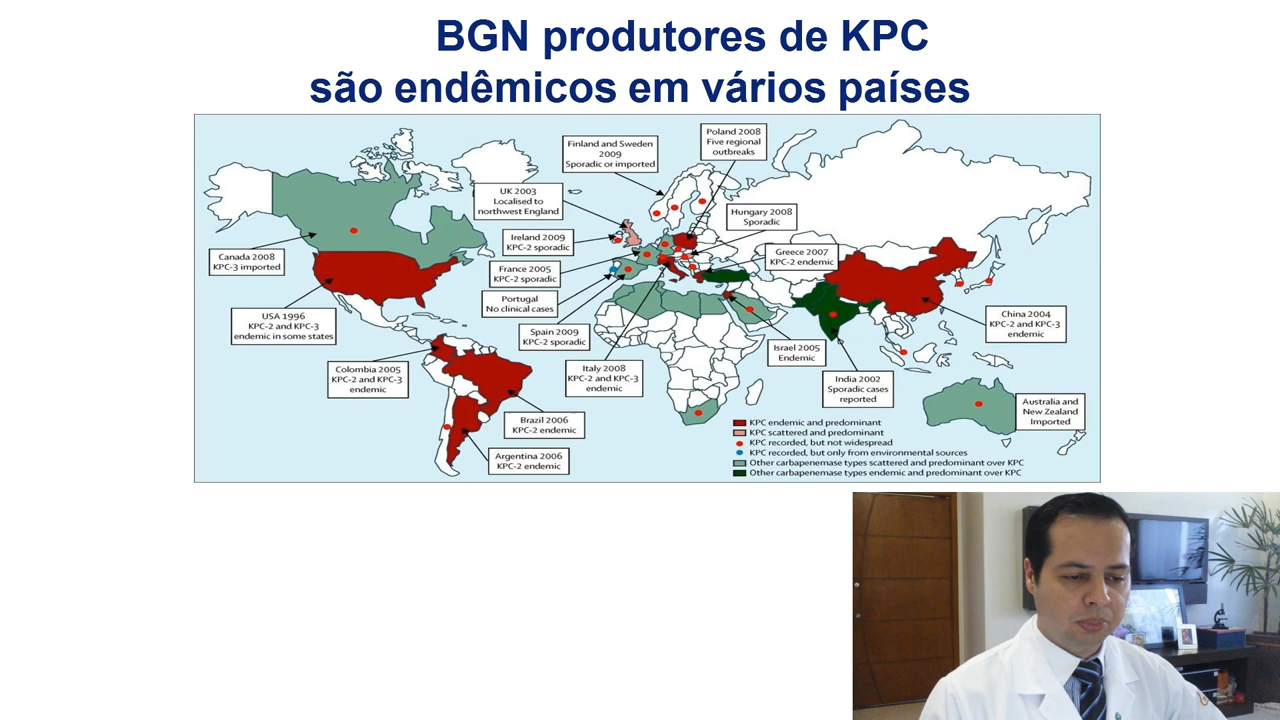 BGN produtores de KPC
são endêmicos em vários países
Poland 2008
Five regional
outbreaks
Finland and Sweden
2009
Sporadic or imported
UK 2003
Localised to
northwest England
Hungary 2008
Sporadic
Ireland 2009
KPC-2 sporadic
Greece 2007
KPC-2 endemic
Canada 2008
KPC-3 imported
France 2005
KPC-2 sporadic
Portugal
No clinical cases
USA 1996
KPC-2 and KPC-3
endemic in some states
China 2004
KPC-2 and KPC-3
endemic
Spain 2009
KPC-2 sporadic
Israel 2005
Endemic
Colombia 2005
KPC-2 and KPC-3
endemic
Italy 2008
KPC-2 and KPC-3
endemic
India 2002
Sporadic cases
reported
Australia and
New Zealand
Imported
Brazil 2006
KPC-2 endemic
Argentina 2006
KPC-2 endemic
KPC endemic and predominant
KPC scattered and predominant
KPC recorded, but not widespread
KPC recorded, but only from environmental sources
Other carbapenemase types scattered and predominant over KPC
Other carbapenemase types endemic and predominant over KPC